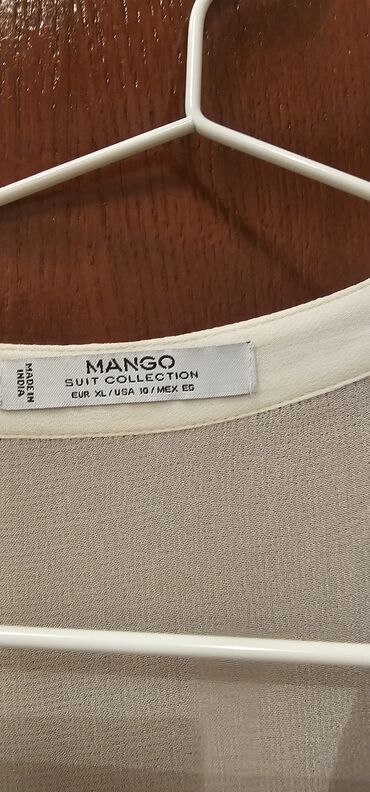 MANGO
SUIT COLLECTION
EUR XL / USA 10 / MEX EG
MADE IN
INDIA